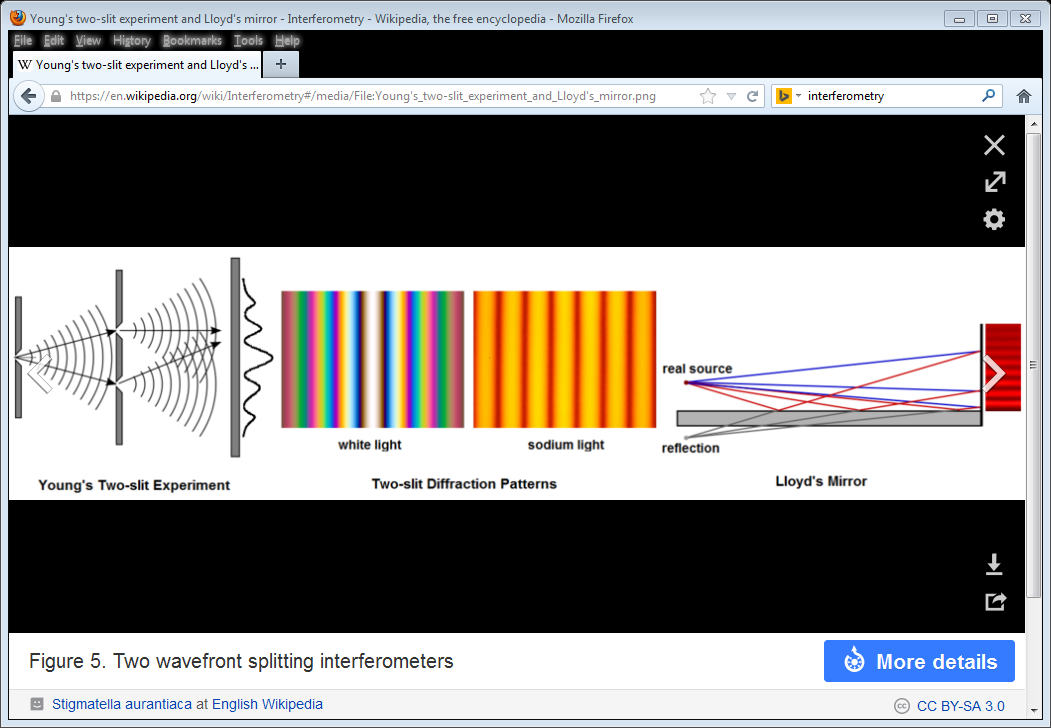 Young's two-slit experiment and Lloyd's mirror - Interferometry - Wikipedia, the free encyclopedia - Mozilla Firefox
File Edit View History Bookmarks Tools Help
W Young's two-slit experiment and Lloyd's ...
https://en.wikipedia.org/wiki/Interferometry#/media/File:Young's_two-slit_experiment_and_Lloyd's_mirror.png
interferometry
real source
white light
sodium light
reflection
Young's Two-slit Experiment
Two-slit Diffraction Patterns
Lloyd's Mirror
Figure 5. Two wavefront splitting interferometers
More details
Stigmatella aurantiaca at English Wikipedia
cc CC BY-SA 3.0